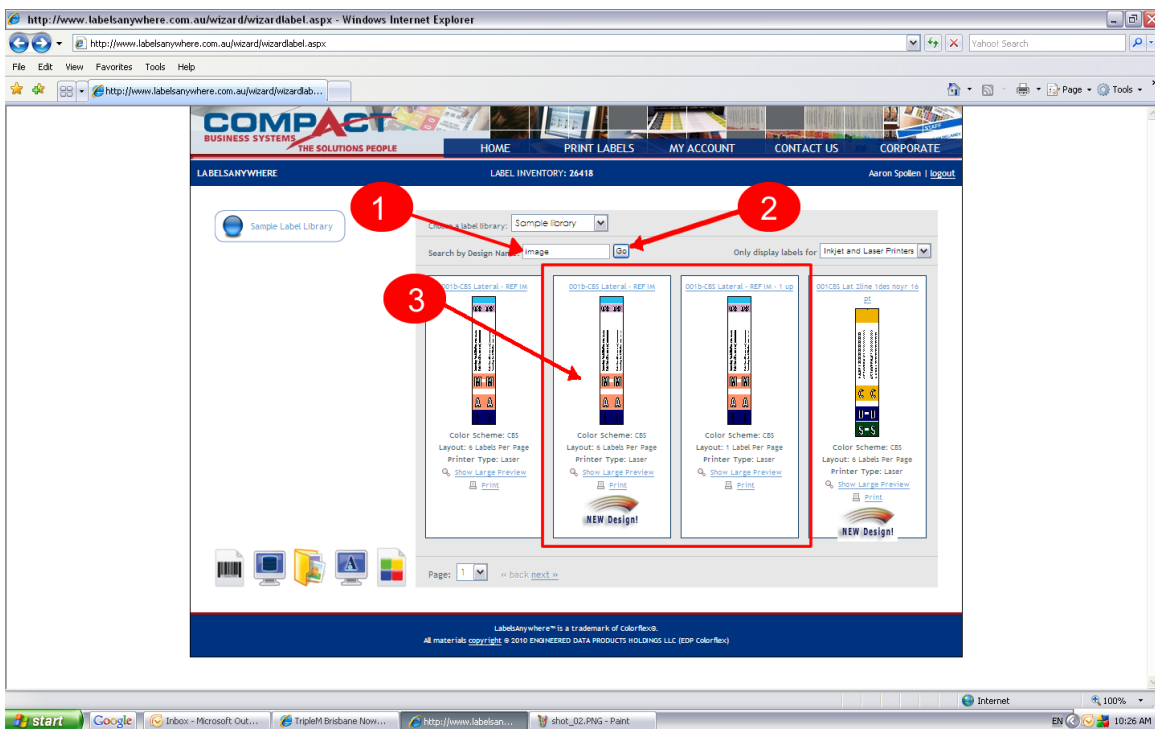 http://www.labelsanywhere.com.au/wizard/wizardlabel.aspx - Windows Internet Explorer
http://www.labelsanywhere.com.au/wizard/wizardlabel.aspx
Yahoo! Search
File Edit View Favorites Tools Help
http://www.labelsanywhere.com.au/wizard/wizardlab...
Page Tools
COMPACT
BUSINESS SYSTEMS
THE SOLUTIONS PEOPLE
STAFF
HOME PRINT LABELS MY ACCOUNT CONTACT US CORPORATE
LABELSANYWHERE LABEL INVENTORY: 26418 Aaron Spollen | logout
1 2
Sample Label Library
Choose a label library: Sample library
Search by Design Name: image Go Only display labels for Inkjet and Laser Printers
3
001b-CBS Lateral - REF IM
Color Scheme: CBS
Layout: 6 Labels Per Page
Printer Type: Laser
Show Large Preview
Print
001b-CBS Lateral - REF IM
Color Scheme: CBS
Layout: 6 Labels Per Page
Printer Type: Laser
Show Large Preview
Print
NEW Design!
001b-CBS Lateral - REF IM - 1 up
Color Scheme: CBS
Layout: 1 Label Per Page
Printer Type: Laser
Show Large Preview
Print
001CBS Lat 2line 1des noyr 16
pt
Color Scheme: CBS
Layout: 6 Labels Per Page
Printer Type: Laser
Show Large Preview
Print
NEW Design!
Page: 1 « back next »
LabelsAnywhere™ is a trademark of Colorflex®.
All materials copyright © 2010 ENGINEERED DATA PRODUCTS HOLDINGS LLC (EDP Colorflex)
Internet 100%
start Google Inbox - Microsoft Out... TripleM Brisbane Now... http://www.labelsan... shot_02.PNG - Paint EN 10:26 AM